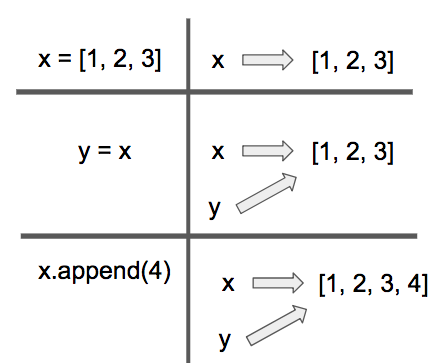 x = [1, 2, 3] x [1, 2, 3]
y = x x [1, 2, 3]
y
x.append(4) x [1, 2, 3, 4]
y